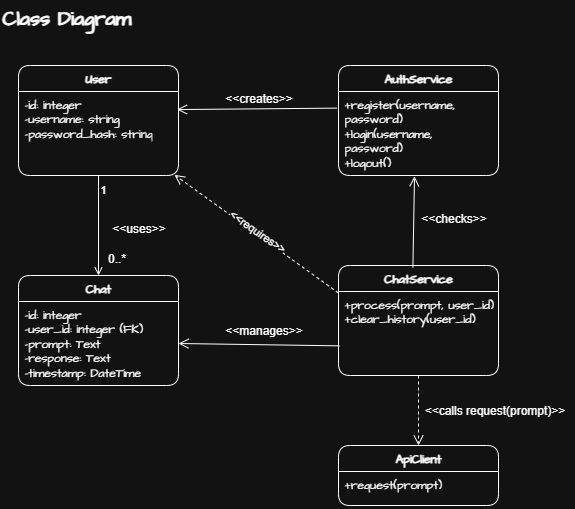 Class Diagram
User
-id: integer
-username: string
-password_hash: string
<<creates>>
AuthService
+register(username,
password)
+login(username,
password)
+logout()
1
<<uses>>
0..*
<<requires>>
<<checks>>
Chat
-id: integer
-user_id: integer (FK)
-prompt: Text
-response: Text
-timestamp: DateTime
<<manages>>
ChatService
+process(prompt, user_id)
+clear_history(user_id)
<<calls request(prompt)>>
ApiClient
+request(prompt)